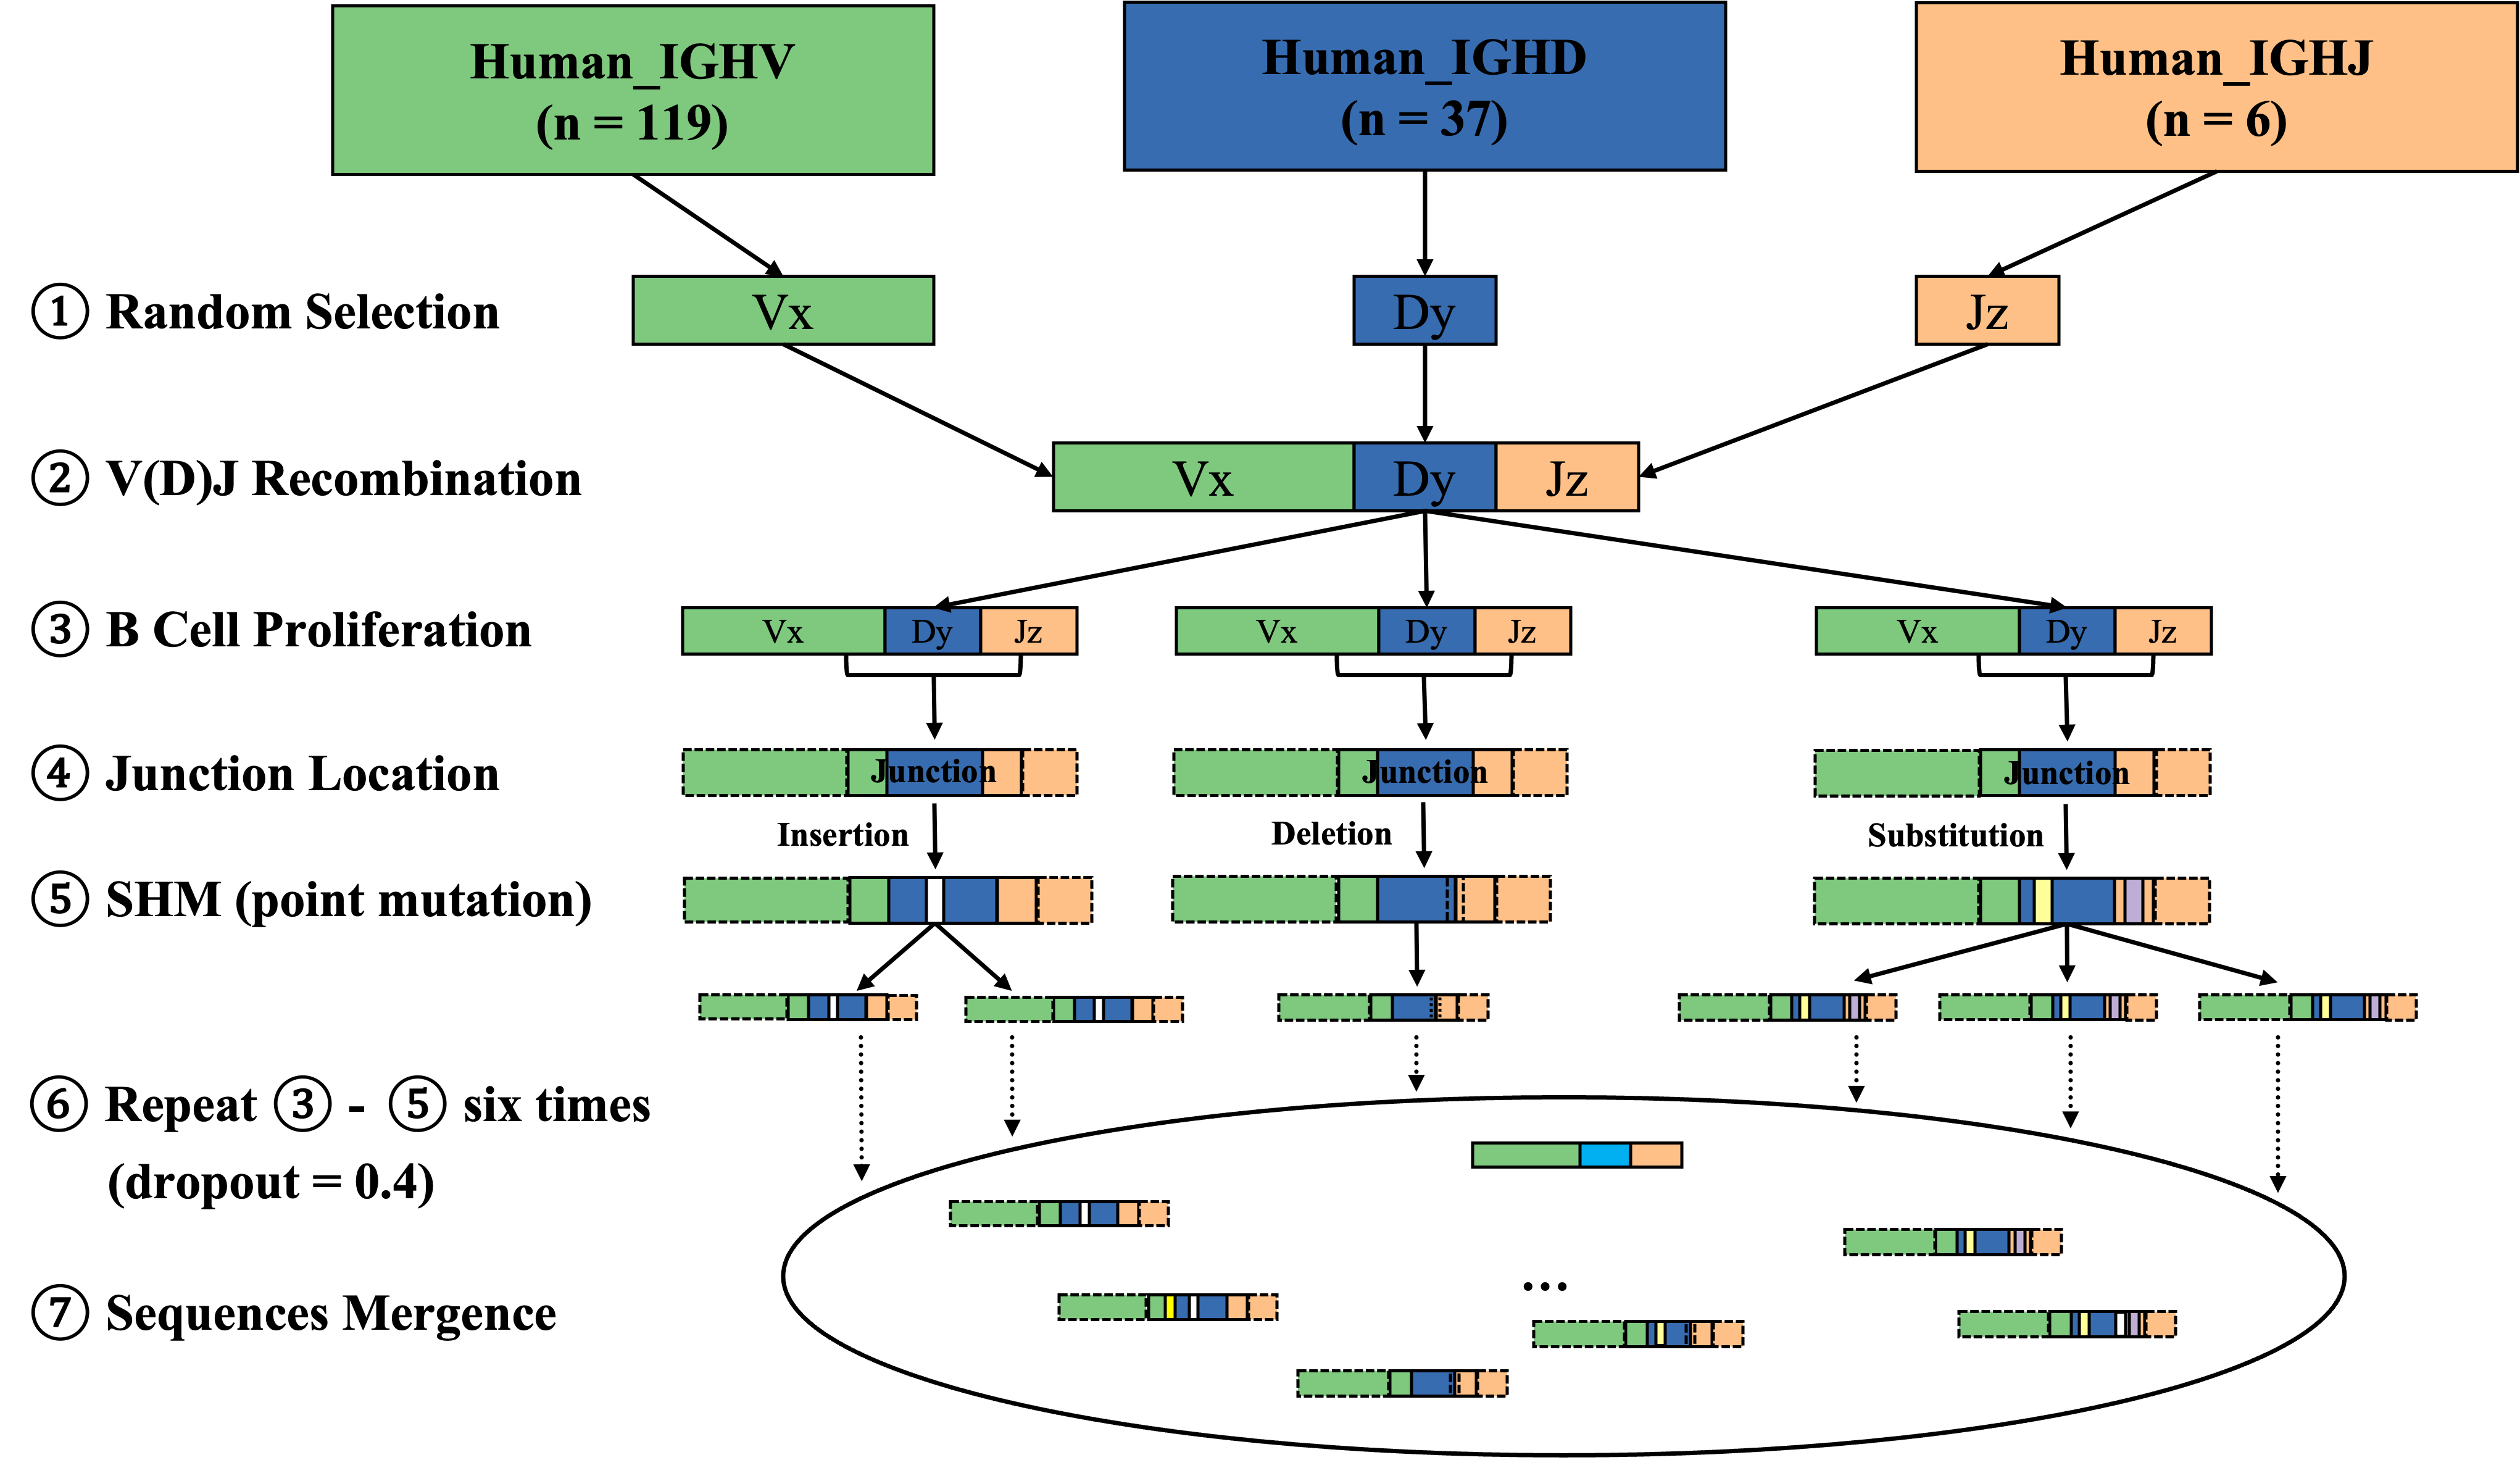 Human_IGHV
(n = 119)
Human_IGHD
(n = 37)
Human_IGHJ
(n = 6)
① Random Selection
Vx
Dy
Jz
② V(D)J Recombination
Vx Dy Jz
③ B Cell Proliferation
Vx Dy Jz
Vx Dy Jz
Vx Dy Jz
④ Junction Location
Junction
Junction
Junction
Insertion
Deletion
Substitution
⑤ SHM (point mutation)
⑥ Repeat ③ - ⑤ six times
(dropout = 0.4)
...
⑦ Sequences Mergence